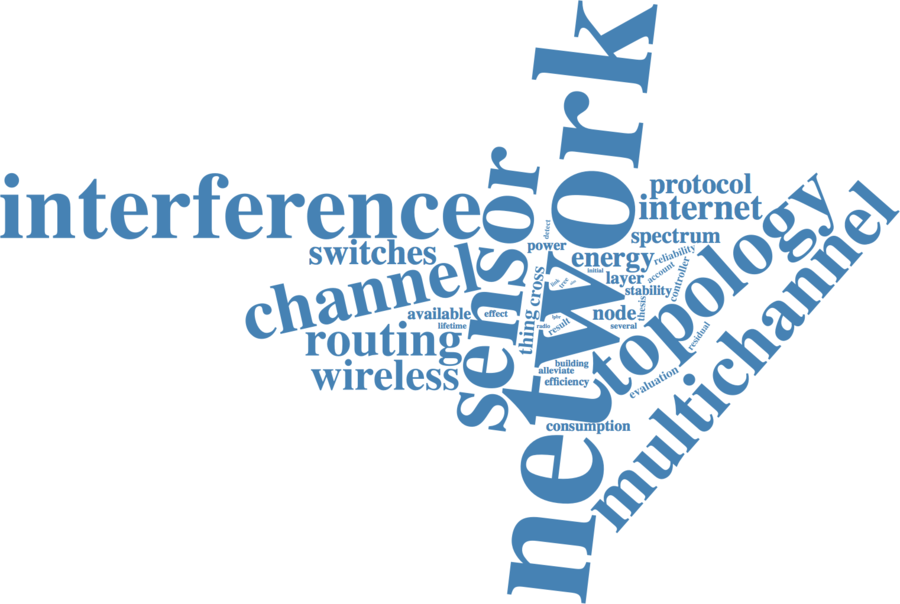 network
interference
sensor
protocol
internet
topology
multichannel
switches
channel
power
spectrum
energy
detect
reliability
initial
layer
account
controller
stability
available
effect
thing cross
lifetime
routing
radio
result
node
several
thesis
residual
wireless
building
alleviate
efficiency
evaluation
consumption